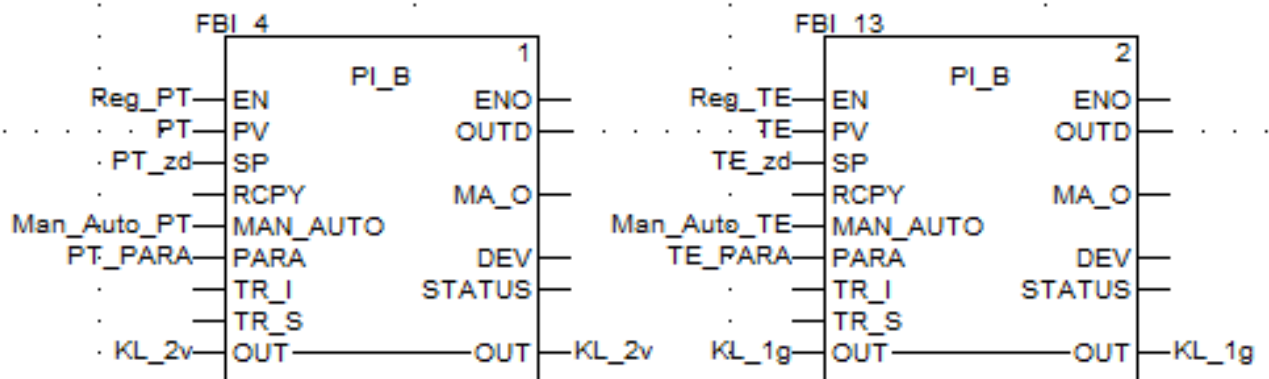 FBI_4 FBI_13
1 2
PI_B PI_B
Reg_PT EN ENO Reg_TE EN ENO
PT PV OUTD TE PV OUTD
PT_zd SP TE_zd SP
RCPY MA_O RCPY MA_O
Man_Auto_PT MAN_AUTO Man_Auto_TE MAN_AUTO
PT_PARA PARA DEV TE_PARA PARA DEV
TR_I STATUS TR_I STATUS
TR_S TR_S
KL_2v OUT OUT KL_2v KL_1g OUT OUT KL_1g